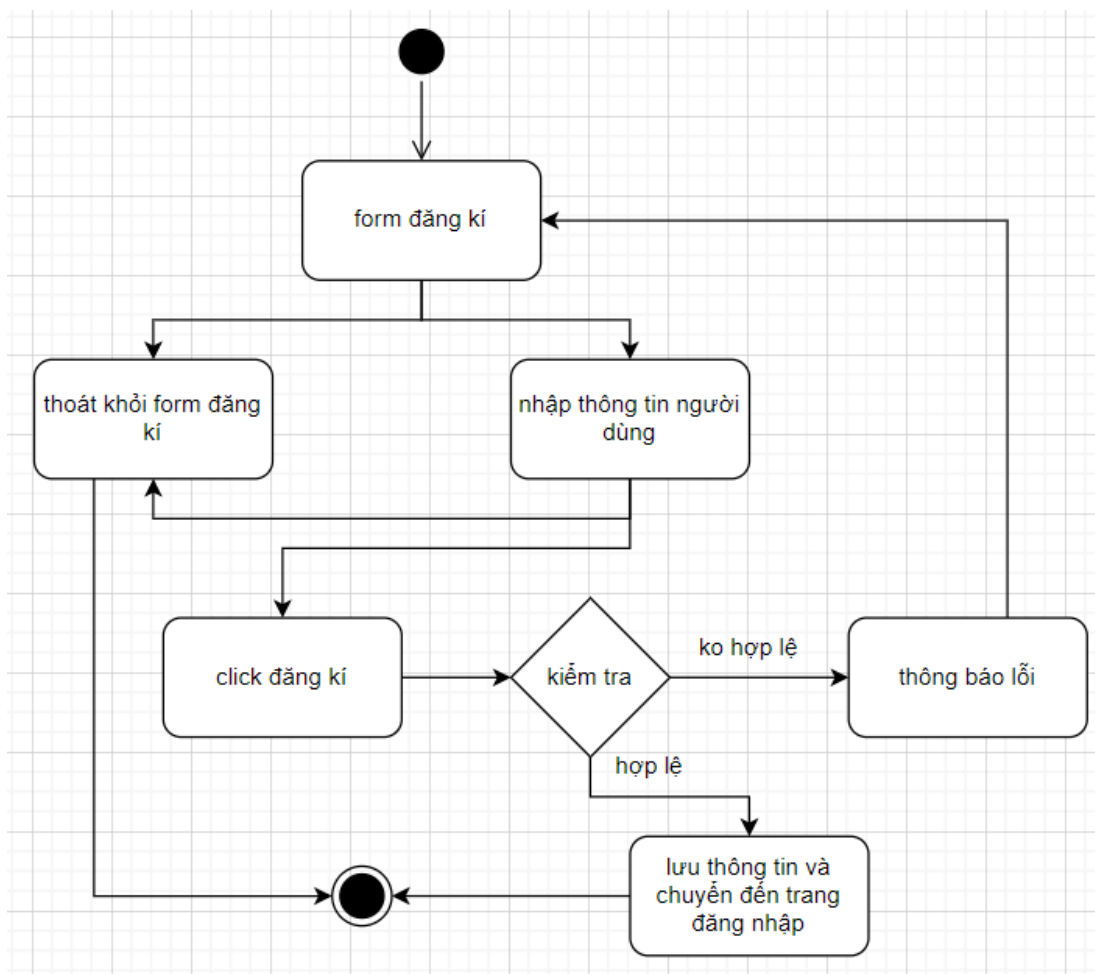 form đăng kí
thoát khỏi form đăng
kí
nhập thông tin người
dùng
click đăng kí
kiểm tra
ko hợp lệ
thông báo lỗi
hợp lệ
lưu thông tin và
chuyển đến trang
đăng nhập